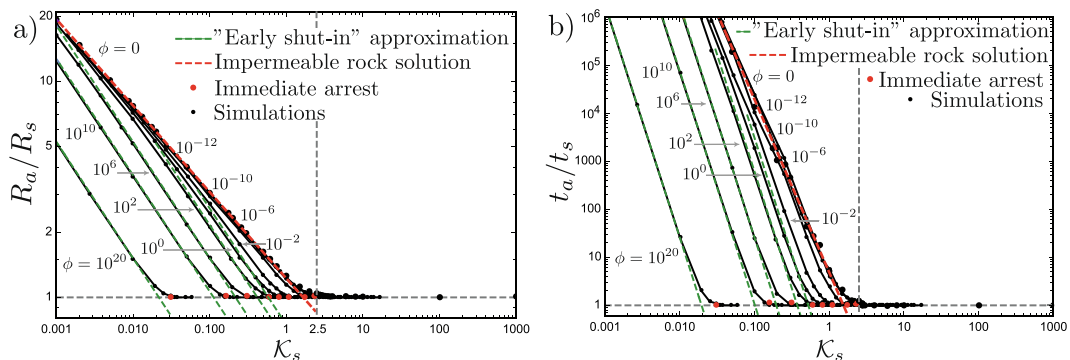 a)
20
10
5
2
1
R_a/R_s
ϕ = 0
"Early shut-in" approximation
Impermeable rock solution
Immediate arrest
Simulations
10^{10}
10^{-12}
10^{6}
10^{-10}
10^{2}
10^{-6}
10^{0}
10^{-2}
ϕ = 10^{20}
0.001 0.010 0.100 1 2.5 10 100 1000
𝒦_s
b)
10^6
10^5
10^4
1000
100
10
1
t_a/t_s
"Early shut-in" approximation
Impermeable rock solution
ϕ = 0
Immediate arrest
10^{10}
Simulations
10^{6}
10^{-12}
10^{-10}
10^{2}
10^{-6}
10^{0}
10^{-2}
ϕ = 10^{20}
0.001 0.010 0.100 1 10 100 1000
𝒦_s